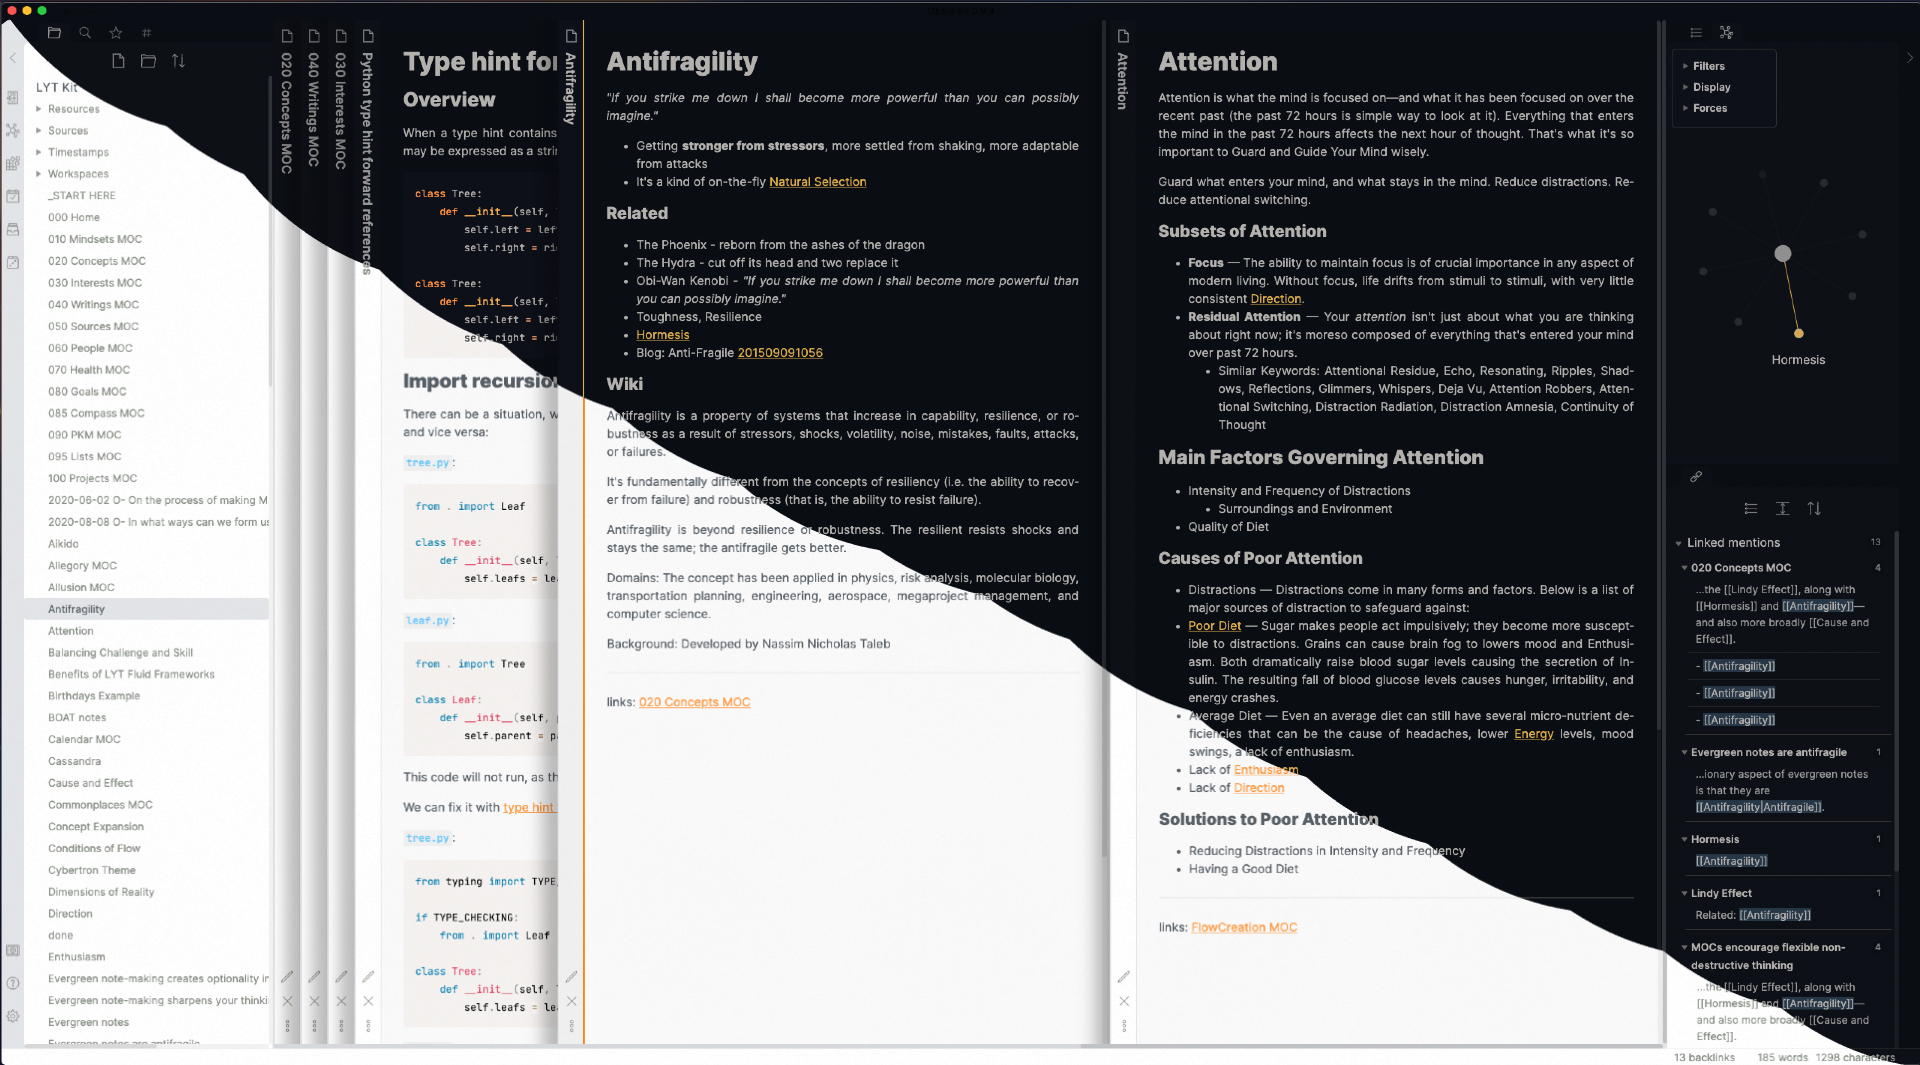 LYT Kit
Resources
Sources
Timestamps
Workspaces
_START HERE
000 Home
010 Mindsets MOC
020 Concepts MOC
030 Interests MOC
040 Writings MOC
050 Sources MOC
060 People MOC
070 Health MOC
080 Goals MOC
085 Compass MOC
090 PKM MOC
095 Lists MOC
100 Projects MOC
2020-06-02 O- On the process of making M
2020-08-08 O- In what ways can we form us
Aikido
Allegory MOC
Allusion MOC
Antifragility
Attention
Balancing Challenge and Skill
Benefits of LYT Fluid Frameworks
Birthdays Example
BOAT notes
Calendar MOC
Cassandra
Cause and Effect
Commonplaces MOC
Concept Expansion
Conditions of Flow
Cybertron Theme
Dimensions of Reality
Direction
done
Enthusiasm
Evergreen note-making creates optionality in
Evergreen note-making sharpens your thinki
Evergreen notes
Evergreen notes are antifragile
020 Concepts MOC
040 Writings MOC
030 Interests MOC
Python type hint forward references
Type hint for
Overview
When a type hint contains
may be expressed as a strin
class Tree:
def __init__(self,
self.left = lef
self.right = ri
class Tree:
def __init__(self,
self.left = lef
self.right = ri
Import recursio
There can be a situation, w
and vice versa:
tree.py:
from . import Leaf
class Tree:
def __init__(self,
self.leafs = lea
leaf.py:
from . import Tree
class Leaf:
def __init__(self, p
self.parent = pa
This code will not run, as th
We can fix it with type hint
tree.py:
from typing import TYPE_
if TYPE_CHECKING:
from . import Leaf
class Tree:
def __init__(self,
self.leafs = lea
Antifragility
Antifragility
"If you strike me down I shall become more powerful than you can possibly
imagine."
• Getting stronger from stressors, more settled from shaking, more adaptable
from attacks
• It's a kind of on-the-fly Natural Selection
Related
• The Phoenix - reborn from the ashes of the dragon
• The Hydra - cut off its head and two replace it
• Obi-Wan Kenobi - "If you strike me down I shall become more powerful than
you can possibly imagine."
• Toughness, Resilience
• Hormesis
• Blog: Anti-Fragile 201509091056
Wiki
Antifragility is a property of systems that increase in capability, resilience, or ro-
bustness as a result of stressors, shocks, volatility, noise, mistakes, faults, attacks,
or failures.
It's fundamentally different from the concepts of resiliency (i.e. the ability to recov-
er from failure) and robustness (that is, the ability to resist failure).
Antifragility is beyond resilience or robustness. The resilient resists shocks and
stays the same; the antifragile gets better.
Domains: The concept has been applied in physics, risk analysis, molecular biology,
transportation planning, engineering, aerospace, megaproject management, and
computer science.
Background: Developed by Nassim Nicholas Taleb
links: 020 Concepts MOC
Attention
Attention
Attention is what the mind is focused on—and what it has been focused on over the
recent past (the past 72 hours is simple way to look at it). Everything that enters
the mind in the past 72 hours affects the next hour of thought. That's what it's so
important to Guard and Guide Your Mind wisely.
Guard what enters your mind, and what stays in the mind. Reduce distractions. Re-
duce attentional switching.
Subsets of Attention
• Focus — The ability to maintain focus is of crucial importance in any aspect of
modern living. Without focus, life drifts from stimuli to stimuli, with very little
consistent Direction.
• Residual Attention — Your attention isn't just about what you are thinking
about right now; it's moreso composed of everything that's entered your mind
over past 72 hours.
• Similar Keywords: Attentional Residue, Echo, Resonating, Ripples, Shad-
ows, Reflections, Glimmers, Whispers, Deja Vu, Attention Robbers, Atten-
tional Switching, Distraction Radiation, Distraction Amnesia, Continuity of
Thought
Main Factors Governing Attention
• Intensity and Frequency of Distractions
• Surroundings and Environment
• Quality of Diet
Causes of Poor Attention
• Distractions — Distractions come in many forms and factors. Below is a list of
major sources of distraction to safeguard against:
• Poor Diet — Sugar makes people act impulsively; they become more suscept-
ible to distractions. Grains can cause brain fog to lowers mood and Enthusi-
asm. Both dramatically raise blood sugar levels causing the secretion of In-
sulin. The resulting fall of blood glucose levels causes hunger, irritability, and
energy crashes.
• Average Diet — Even an average diet can still have several micro-nutrient de-
ficiencies that can be the cause of headaches, lower Energy levels, mood
swings, a lack of enthusiasm.
• Lack of Enthusiasm
• Lack of Direction
Solutions to Poor Attention
• Reducing Distractions in Intensity and Frequency
• Having a Good Diet
links: FlowCreation MOC
Filters
Display
Forces
Hormesis
Linked mentions 13
020 Concepts MOC 4
...the [[Lindy Effect]], along with
[[Hormesis]] and [[Antifragility]]—
and also more broadly [[Cause and
Effect]].
- [[Antifragility]]
- [[Antifragility]]
- [[Antifragility]]
Evergreen notes are antifragile 1
...ionary aspect of evergreen notes
is that they are
[[Antifragility|Antifragile]].
Hormesis 1
[[Antifragility]]
Lindy Effect 1
Related: [[Antifragility]]
MOCs encourage flexible non- 4
destructive thinking
...the [[Lindy Effect]], along with
[[Hormesis]] and [[Antifragility]]—
and also more broadly [[Cause and
Effect]].
13 backlinks 185 words 1298 characters